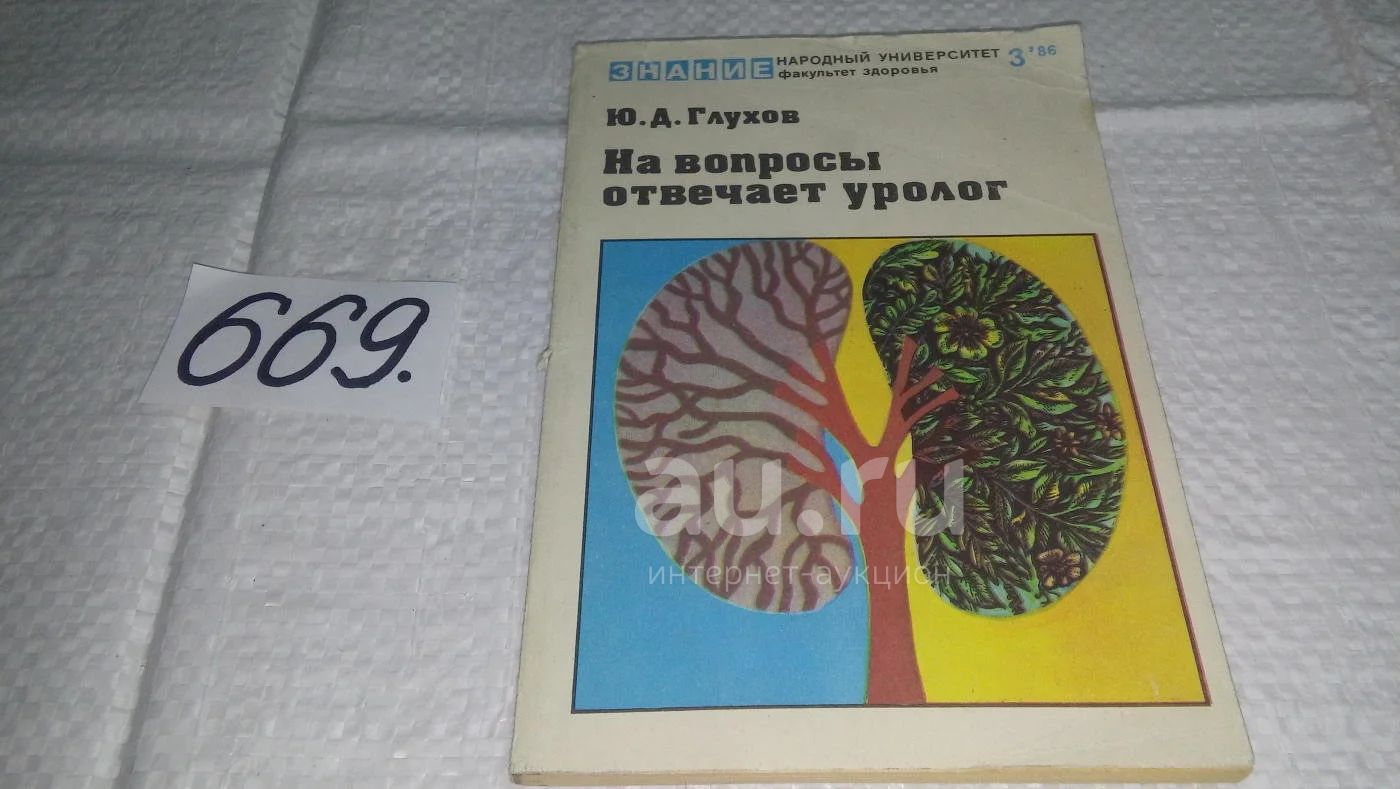 ЗНАНИЕ НАРОДНЫЙ УНИВЕРСИТЕТ 3'86
факультет здоровья
Ю.Д.Глухов
На вопросы
отвечает уролог
669.
au.ru
интернет-аукцион